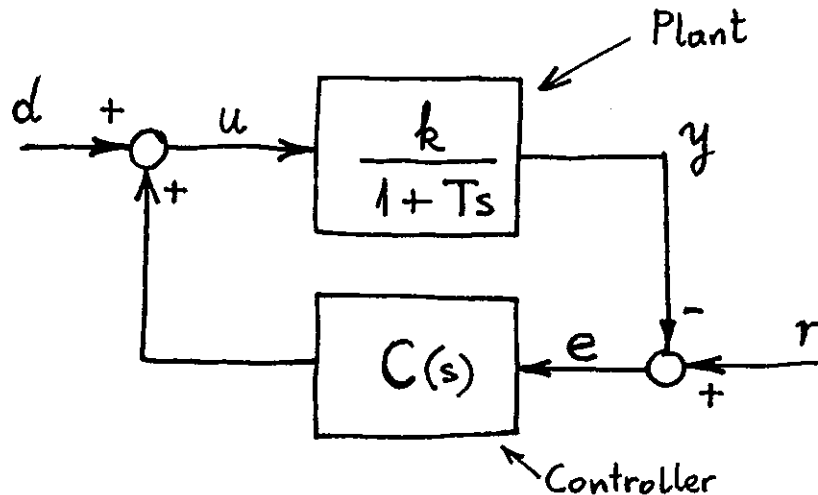 Plant
d
+
u
k
1 + Ts
y
+
-
r
e
C(s)
+
Controller